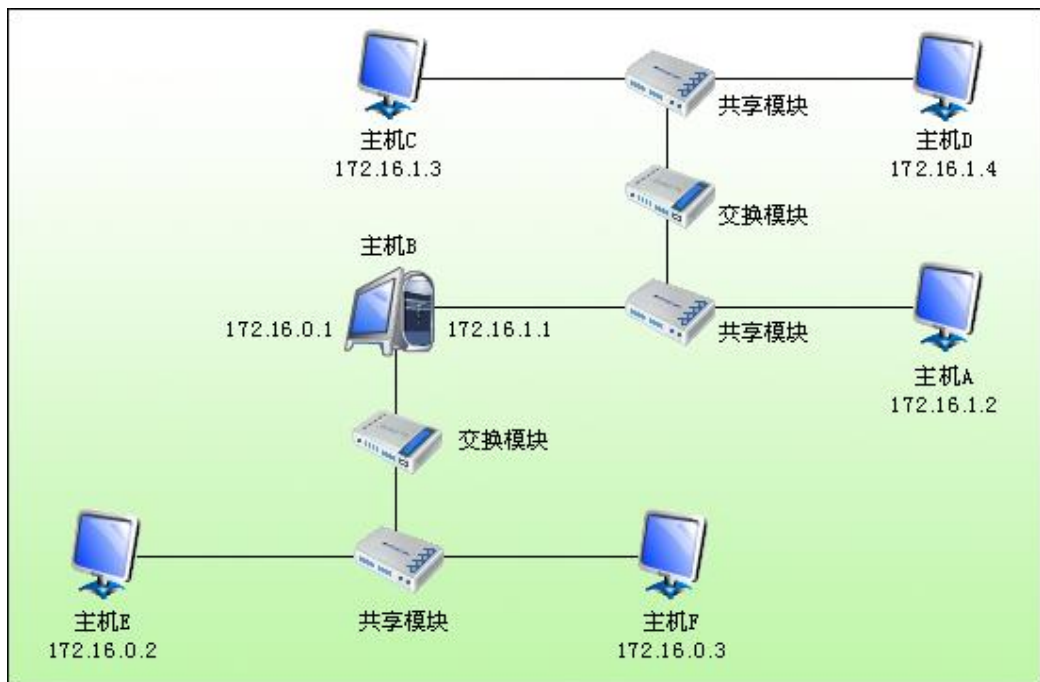 共享模块
主机C
172.16.1.3
主机D
172.16.1.4
交换模块
主机B
172.16.0.1
172.16.1.1
共享模块
主机A
172.16.1.2
交换模块
主机E
172.16.0.2
共享模块
主机F
172.16.0.3